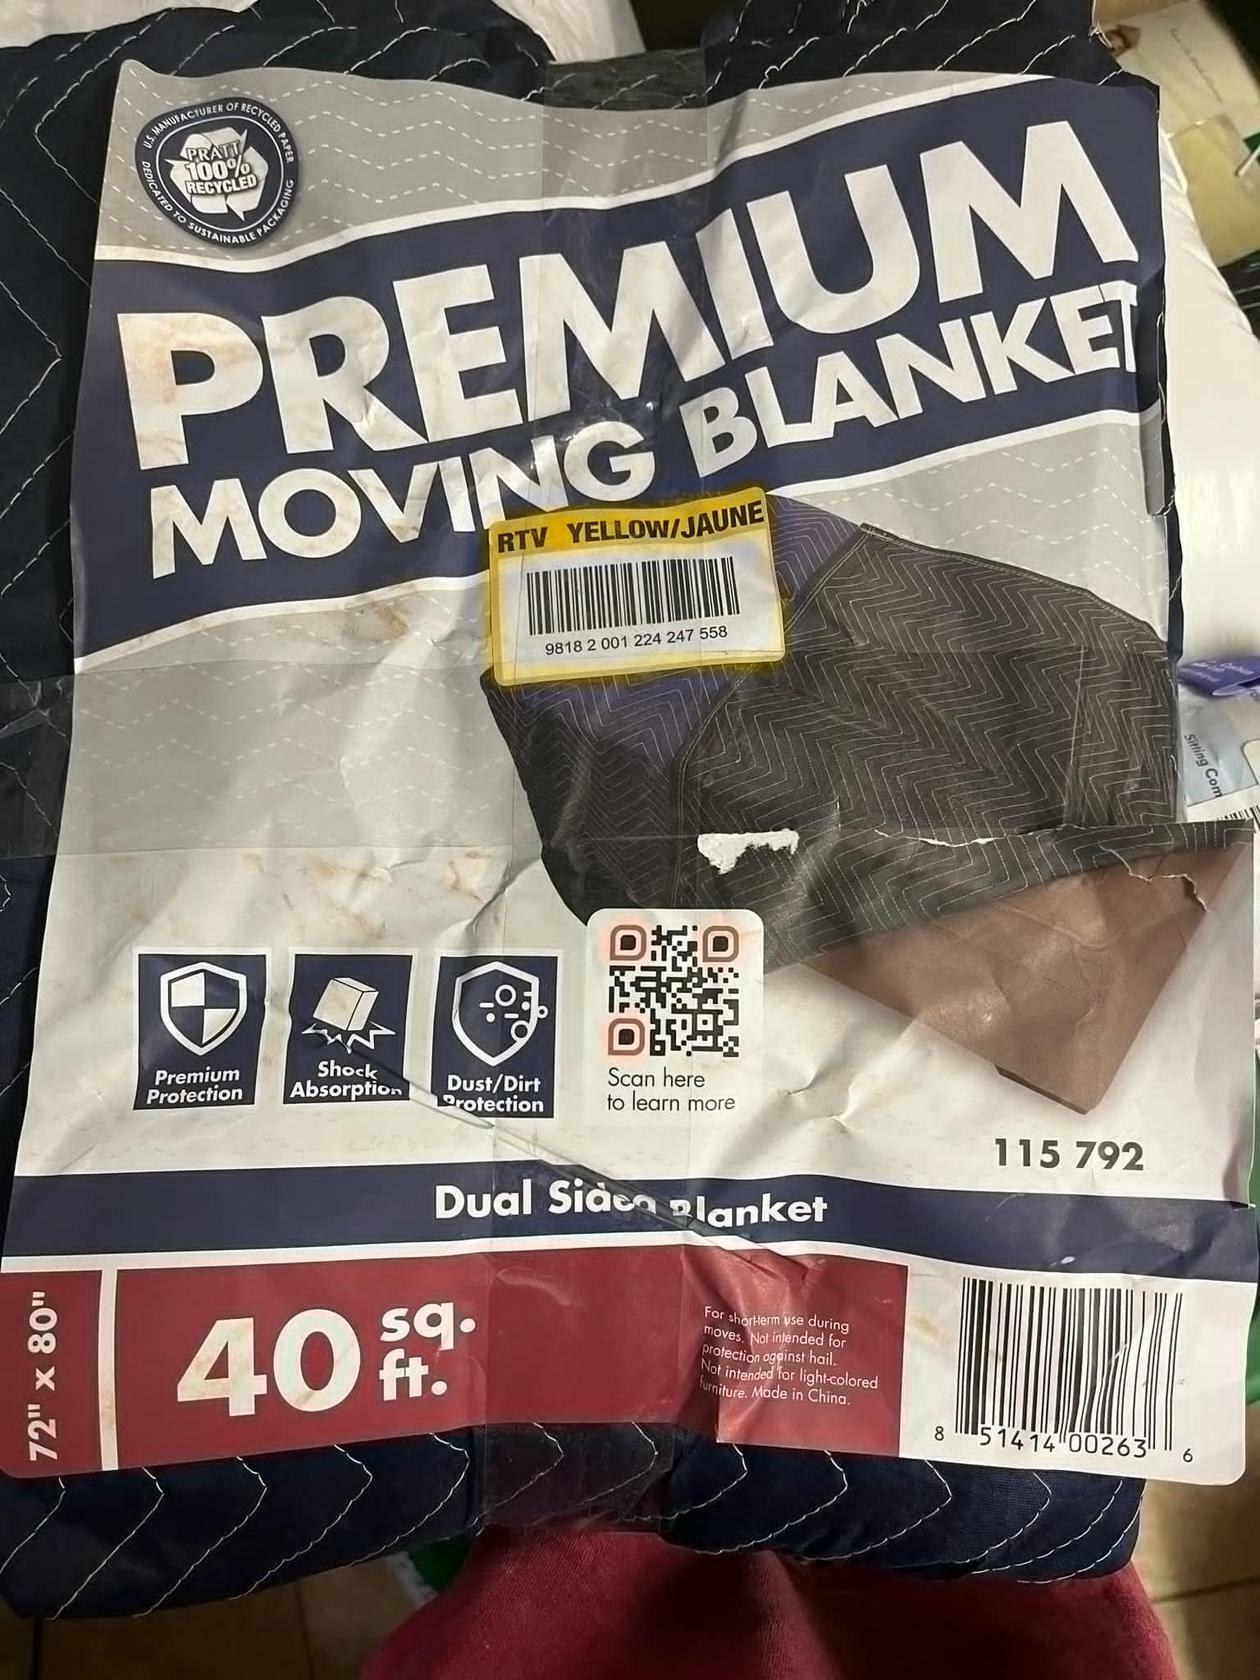 U.S. MANUFACTURER OF RECYCLED PAPER
DEDICATED TO SUSTAINABLE PACKAGING
PRATT
100%
RECYCLED
PREMIUM
MOVING BLANKET
RTV YELLOW/JAUNE
9818 2 001 224 247 558
Premium
Protection
Shock
Absorption
Dust/Dirt
Protection
Scan here
to learn more
115 792
Dual Sided Blanket
72" x 80"
40 sq.
ft.
For short-term use during
moves. Not intended for
protection against hail.
Not intended for light-colored
furniture. Made in China.
8 51414 00263 6
Sitting Com